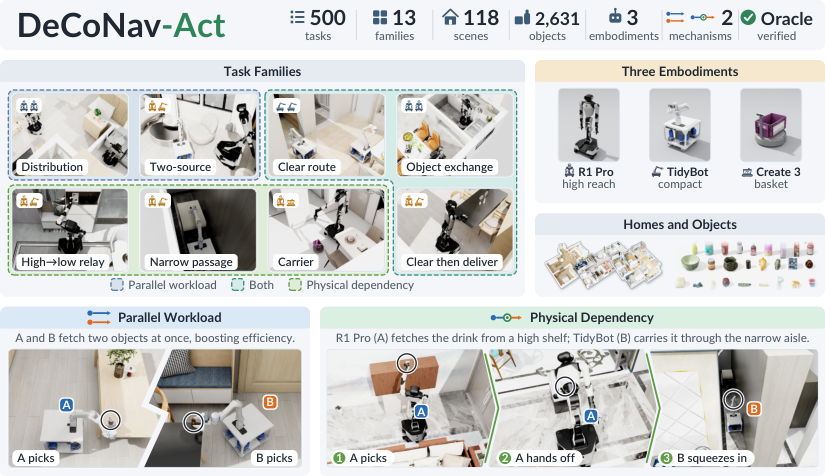 DeCoNav-Act
500 tasks
13 families
118 scenes
2,631 objects
3 embodiments
2 mechanisms
Oracle verified
Task Families
Distribution
Two-source
Clear route
Object exchange
High→low relay
Narrow passage
Carrier
Clear then deliver
Parallel workload
Both
Physical dependency
Three Embodiments
R1 Pro
high reach
TidyBot
compact
Create 3
basket
Homes and Objects
Parallel Workload
A and B fetch two objects at once, boosting efficiency.
A
B
A picks
B picks
Physical Dependency
R1 Pro (A) fetches the drink from a high shelf; TidyBot (B) carries it through the narrow aisle.
A
A
B
1 A picks
2 A hands off
3 B squeezes in